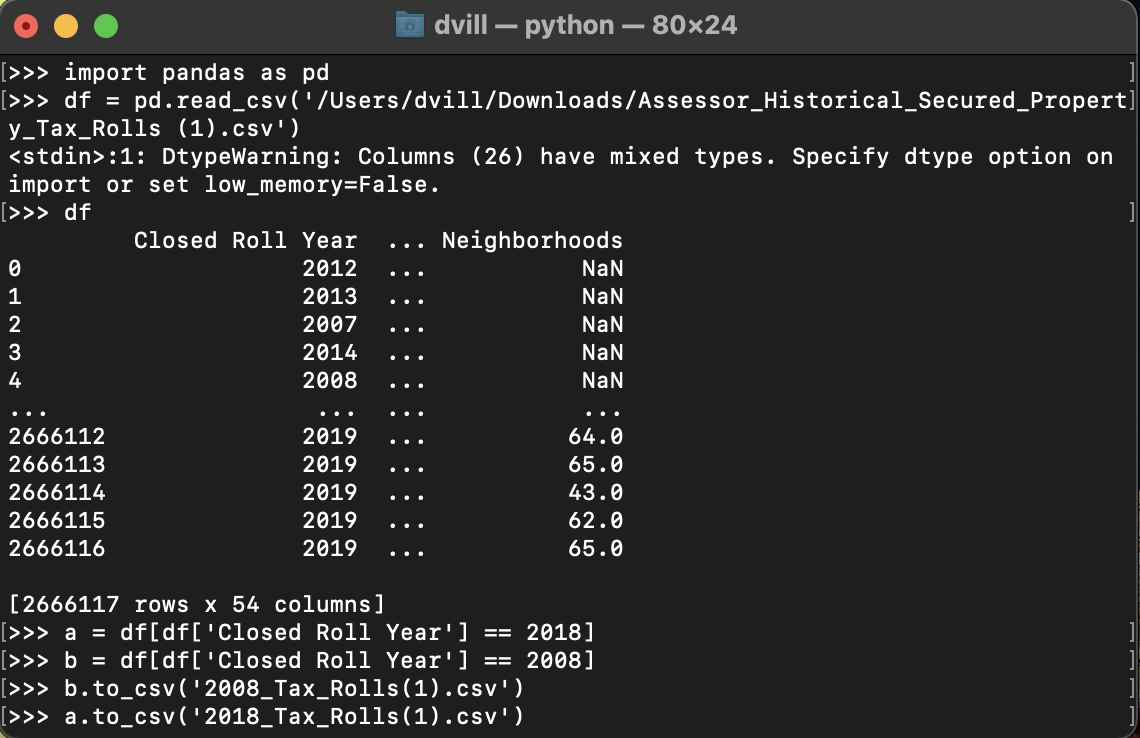 dvill — python — 80×24
[>>> import pandas as pd ]
[>>> df = pd.read_csv('/Users/dvill/Downloads/Assessor_Historical_Secured_Propert]
y_Tax_Rolls (1).csv')
<stdin>:1: DtypeWarning: Columns (26) have mixed types. Specify dtype option on
import or set low_memory=False.
[>>> df ]
Closed Roll Year ... Neighborhoods
0 2012 ... NaN
1 2013 ... NaN
2 2007 ... NaN
3 2014 ... NaN
4 2008 ... NaN
... ... ... ...
2666112 2019 ... 64.0
2666113 2019 ... 65.0
2666114 2019 ... 43.0
2666115 2019 ... 62.0
2666116 2019 ... 65.0
[2666117 rows x 54 columns]
[>>> a = df[df['Closed Roll Year'] == 2018] ]
[>>> b = df[df['Closed Roll Year'] == 2008] ]
[>>> b.to_csv('2008_Tax_Rolls(1).csv') ]
[>>> a.to_csv('2018_Tax_Rolls(1).csv') ]